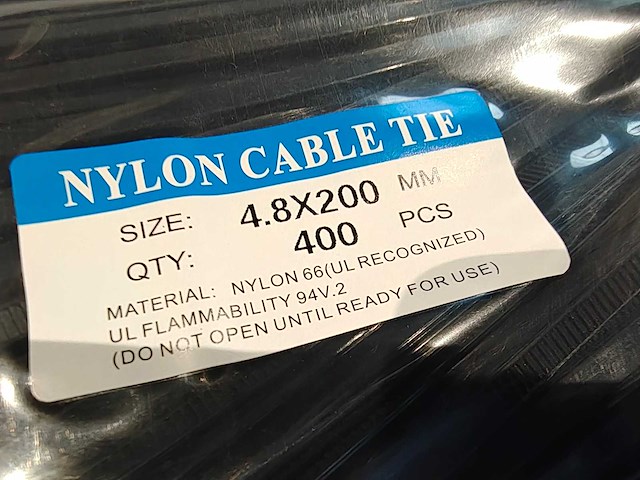 NYLON CABLE TIE
SIZE: 4.8X200 MM
QTY: 400 PCS
MATERIAL: NYLON 66(UL RECOGNIZED)
UL FLAMMABILITY 94V.2
(DO NOT OPEN UNTIL READY FOR USE)